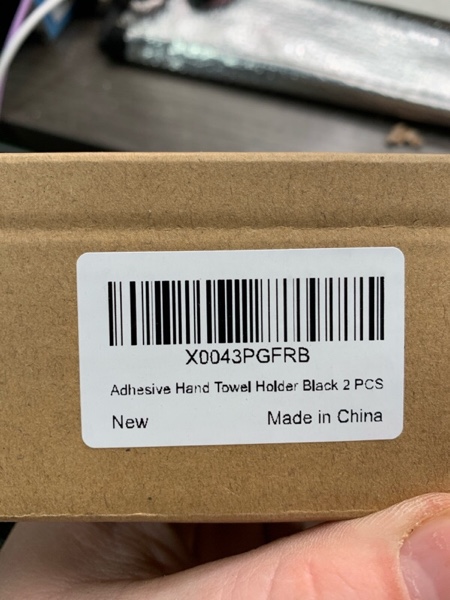 X0043PGFRB
Adhesive Hand Towel Holder Black 2 PCS
New
Made in China